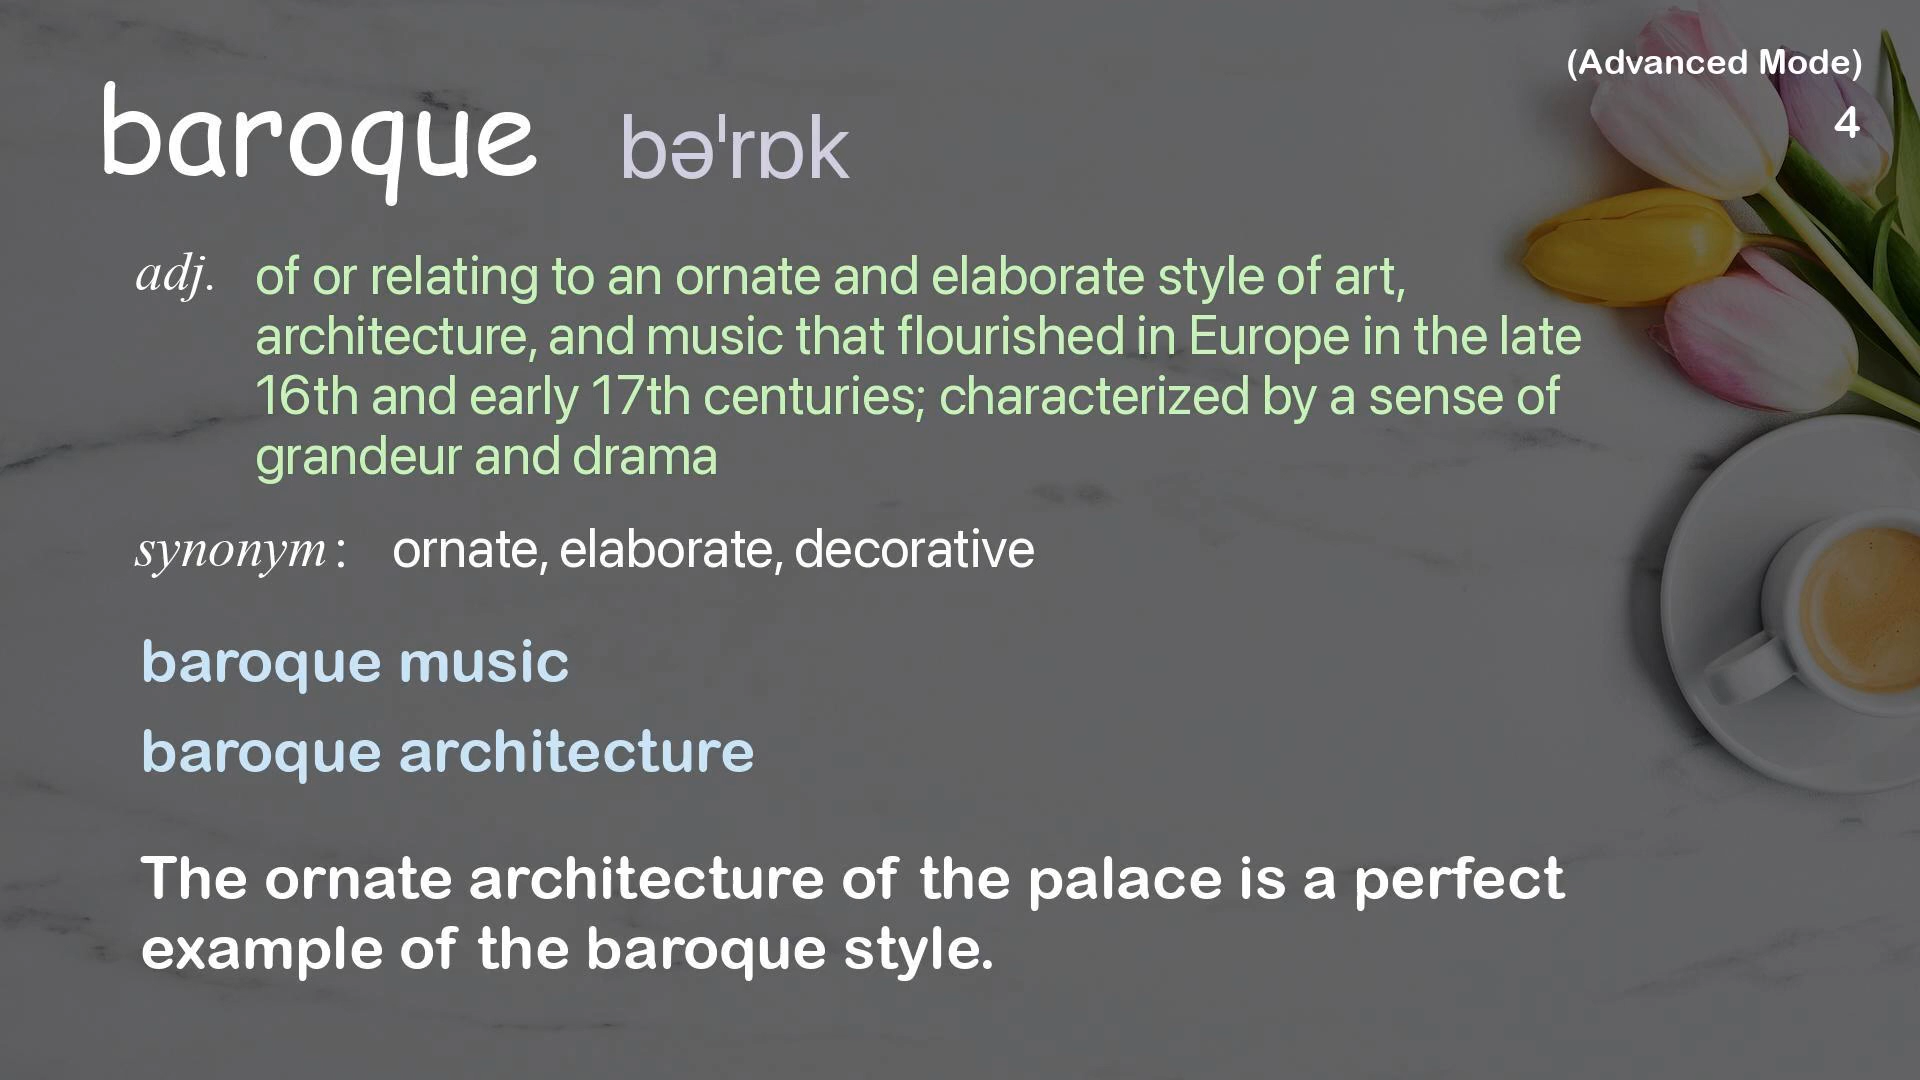 (Advanced Mode)
4
baroque bəˈrɒk
adj. of or relating to an ornate and elaborate style of art,
architecture, and music that flourished in Europe in the late
16th and early 17th centuries; characterized by a sense of
grandeur and drama
synonym: ornate, elaborate, decorative
baroque music
baroque architecture
The ornate architecture of the palace is a perfect
example of the baroque style.